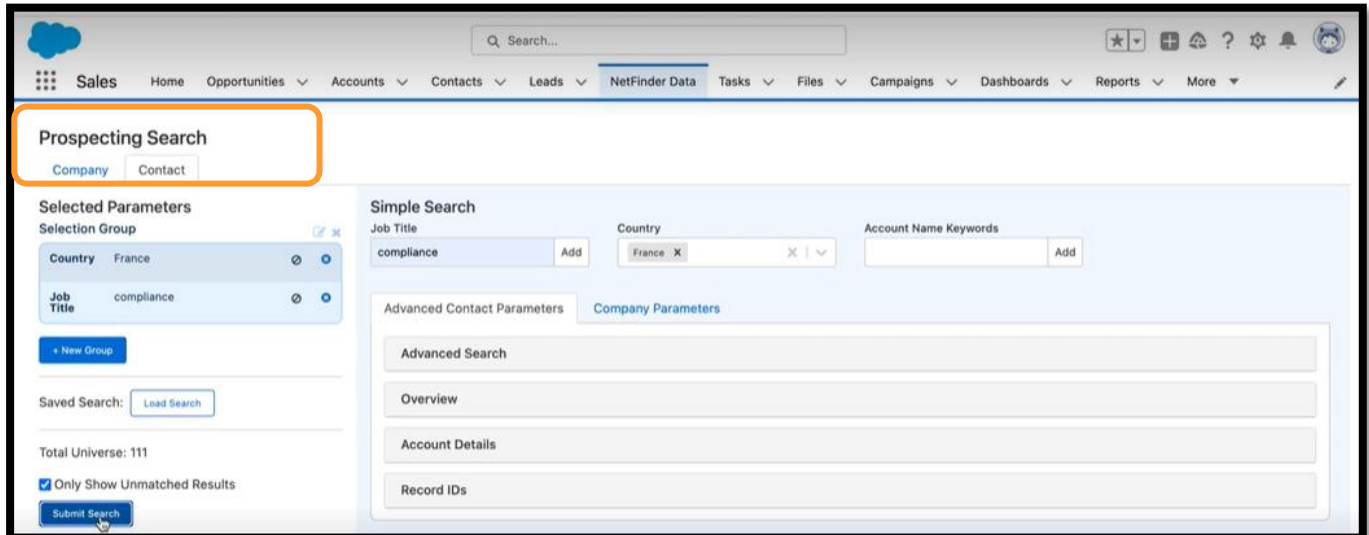 Search...
Sales Home Opportunities Accounts Contacts Leads NetFinder Data Tasks Files Campaigns Dashboards Reports More
Prospecting Search
Company Contact
Selected Parameters
Selection Group
Country France
Job Title compliance
+ New Group
Saved Search: Load Search
Total Universe: 111
Only Show Unmatched Results
Submit Search
Simple Search
Job Title Country Account Name Keywords
compliance Add France X Add
Advanced Contact Parameters Company Parameters
Advanced Search
Overview
Account Details
Record IDs